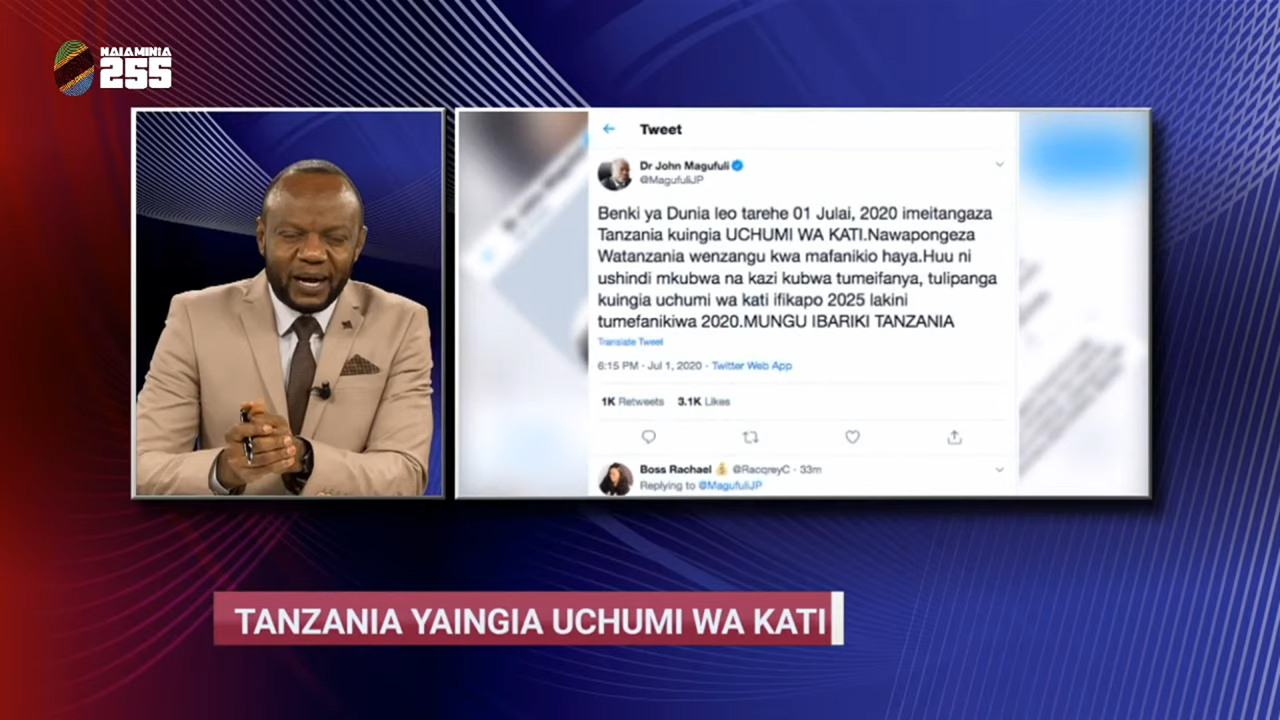 NAIAMINIA
255
Tweet
Dr John Magufuli
@MagufuliJP
Benki ya Dunia leo tarehe 01 Julai, 2020 imeitangaza
Tanzania kuingia UCHUMI WA KATI.Nawapongeza
Watanzania wenzangu kwa mafanikio haya.Huu ni
ushindi mkubwa na kazi kubwa tumeifanya, tulipanga
kuingia uchumi wa kati ifikapo 2025 lakini
tumefanikiwa 2020.MUNGU IBARIKI TANZANIA
Translate Tweet
6:15 PM · Jul 1, 2020 · Twitter Web App
1K Retweets 3.1K Likes
Boss Rachael 💰 @RacqreyC · 33m
Replying to @MagufuliJP
TANZANIA YAINGIA UCHUMI WA KATI